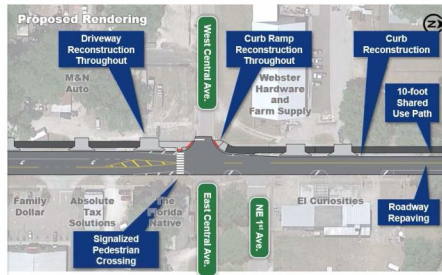 Proposed Rendering
N
Driveway
Reconstruction
Throughout
West Central Ave.
Curb Ramp
Reconstruction
Throughout
Curb
Reconstruction
M&N
Auto
Webster
Hardware
and
Farm Supply
10-foot
Shared
Use Path
Family
Dollar
Absolute
Tax
Solutions
The
Florida
Native
El Curiosities
Roadway
Repaving
Signalized
Pedestrian
Crossing
East Central Ave.
NE 1st Ave.